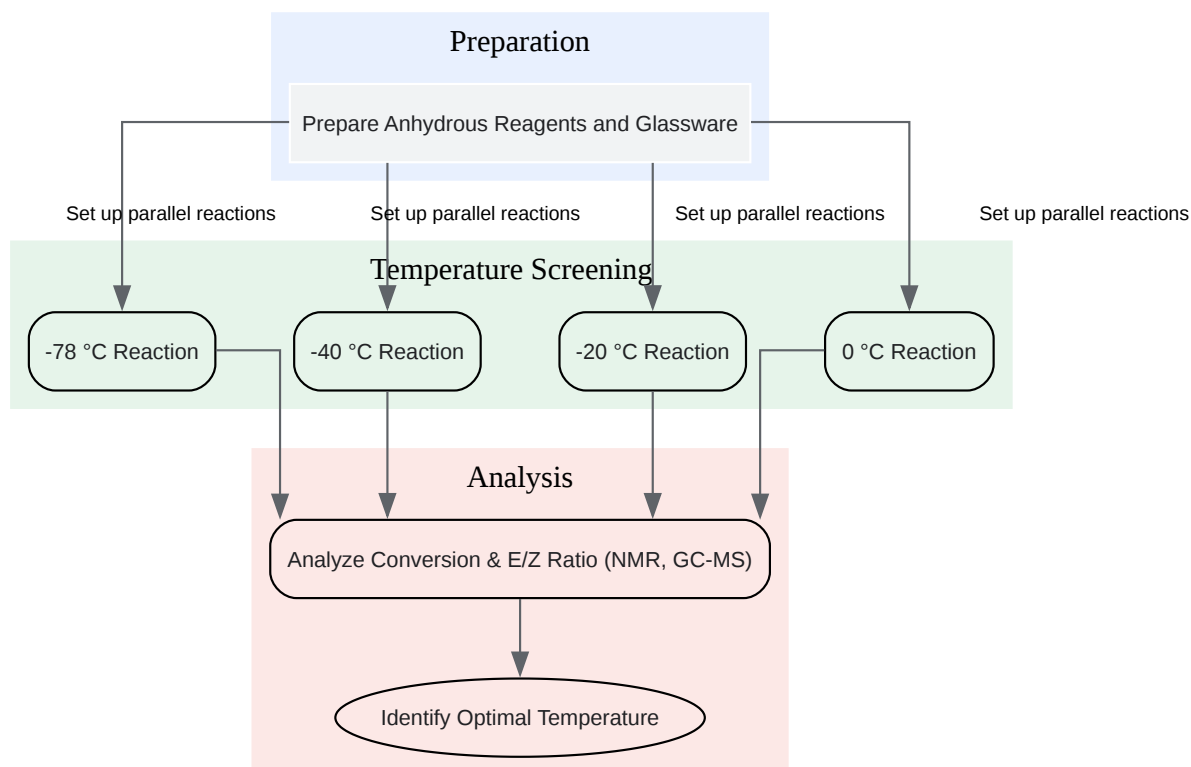 Preparation
Prepare Anhydrous Reagents and Glassware
Set up parallel reactions
Set up parallel reactions
Set up parallel reactions
Set up parallel reactions
Temperature Screening
-78 °C Reaction
-40 °C Reaction
-20 °C Reaction
0 °C Reaction
Analysis
Analyze Conversion & E/Z Ratio (NMR, GC-MS)
Identify Optimal Temperature